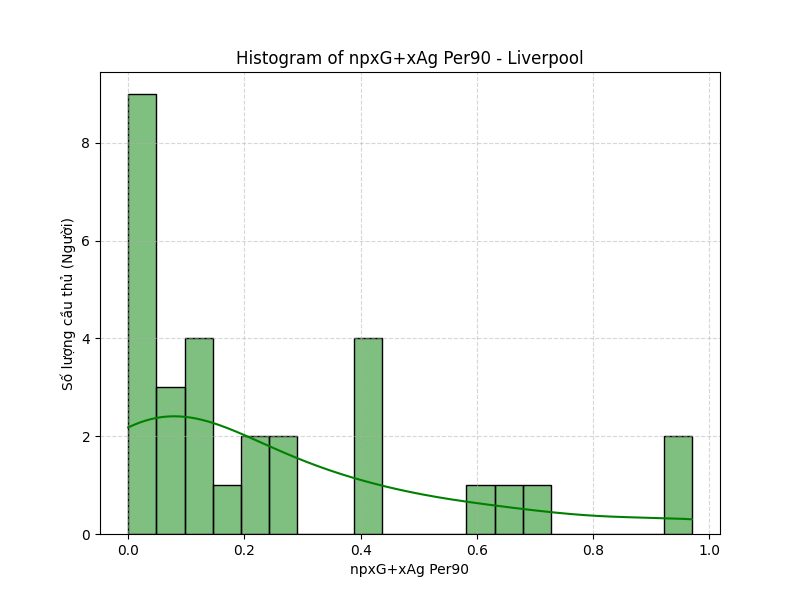 Histogram of npxG+xAg Per90 - Liverpool
Số lượng cầu thủ (Người)
8
6
4
2
0
0.0 0.2 0.4 0.6 0.8 1.0
npxG+xAg Per90